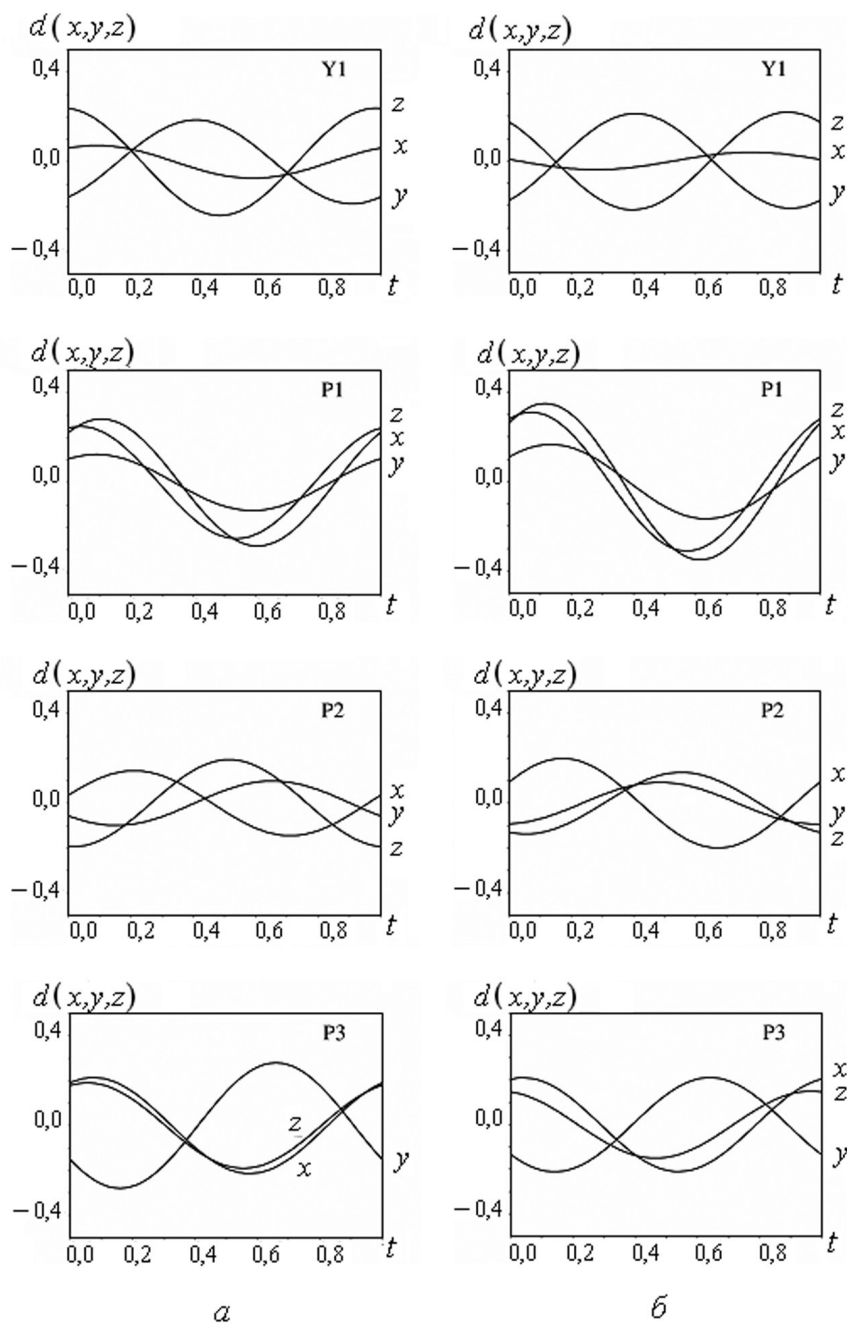 d(x,y,z) d(x,y,z)
0,4 Y1 0,4 Y1
z z
0,0 x 0,0 x
y y
−0,4 −0,4
0,0 0,2 0,4 0,6 0,8 t 0,0 0,2 0,4 0,6 0,8 t
d(x,y,z) d(x,y,z)
0,4 P1 0,4 P1
z z
x x
0,0 y 0,0 y
−0,4 −0,4
0,0 0,2 0,4 0,6 0,8 t 0,0 0,2 0,4 0,6 0,8 t
d(x,y,z) d(x,y,z)
0,4 P2 0,4 P2
x x
0,0 y 0,0 y
z z
−0,4 −0,4
0,0 0,2 0,4 0,6 0,8 t 0,0 0,2 0,4 0,6 0,8 t
d(x,y,z) d(x,y,z)
0,4 P3 0,4 P3
x
z
0,0 z 0,0
x y y
−0,4 −0,4
0,0 0,2 0,4 0,6 0,8 t 0,0 0,2 0,4 0,6 0,8 t
а б